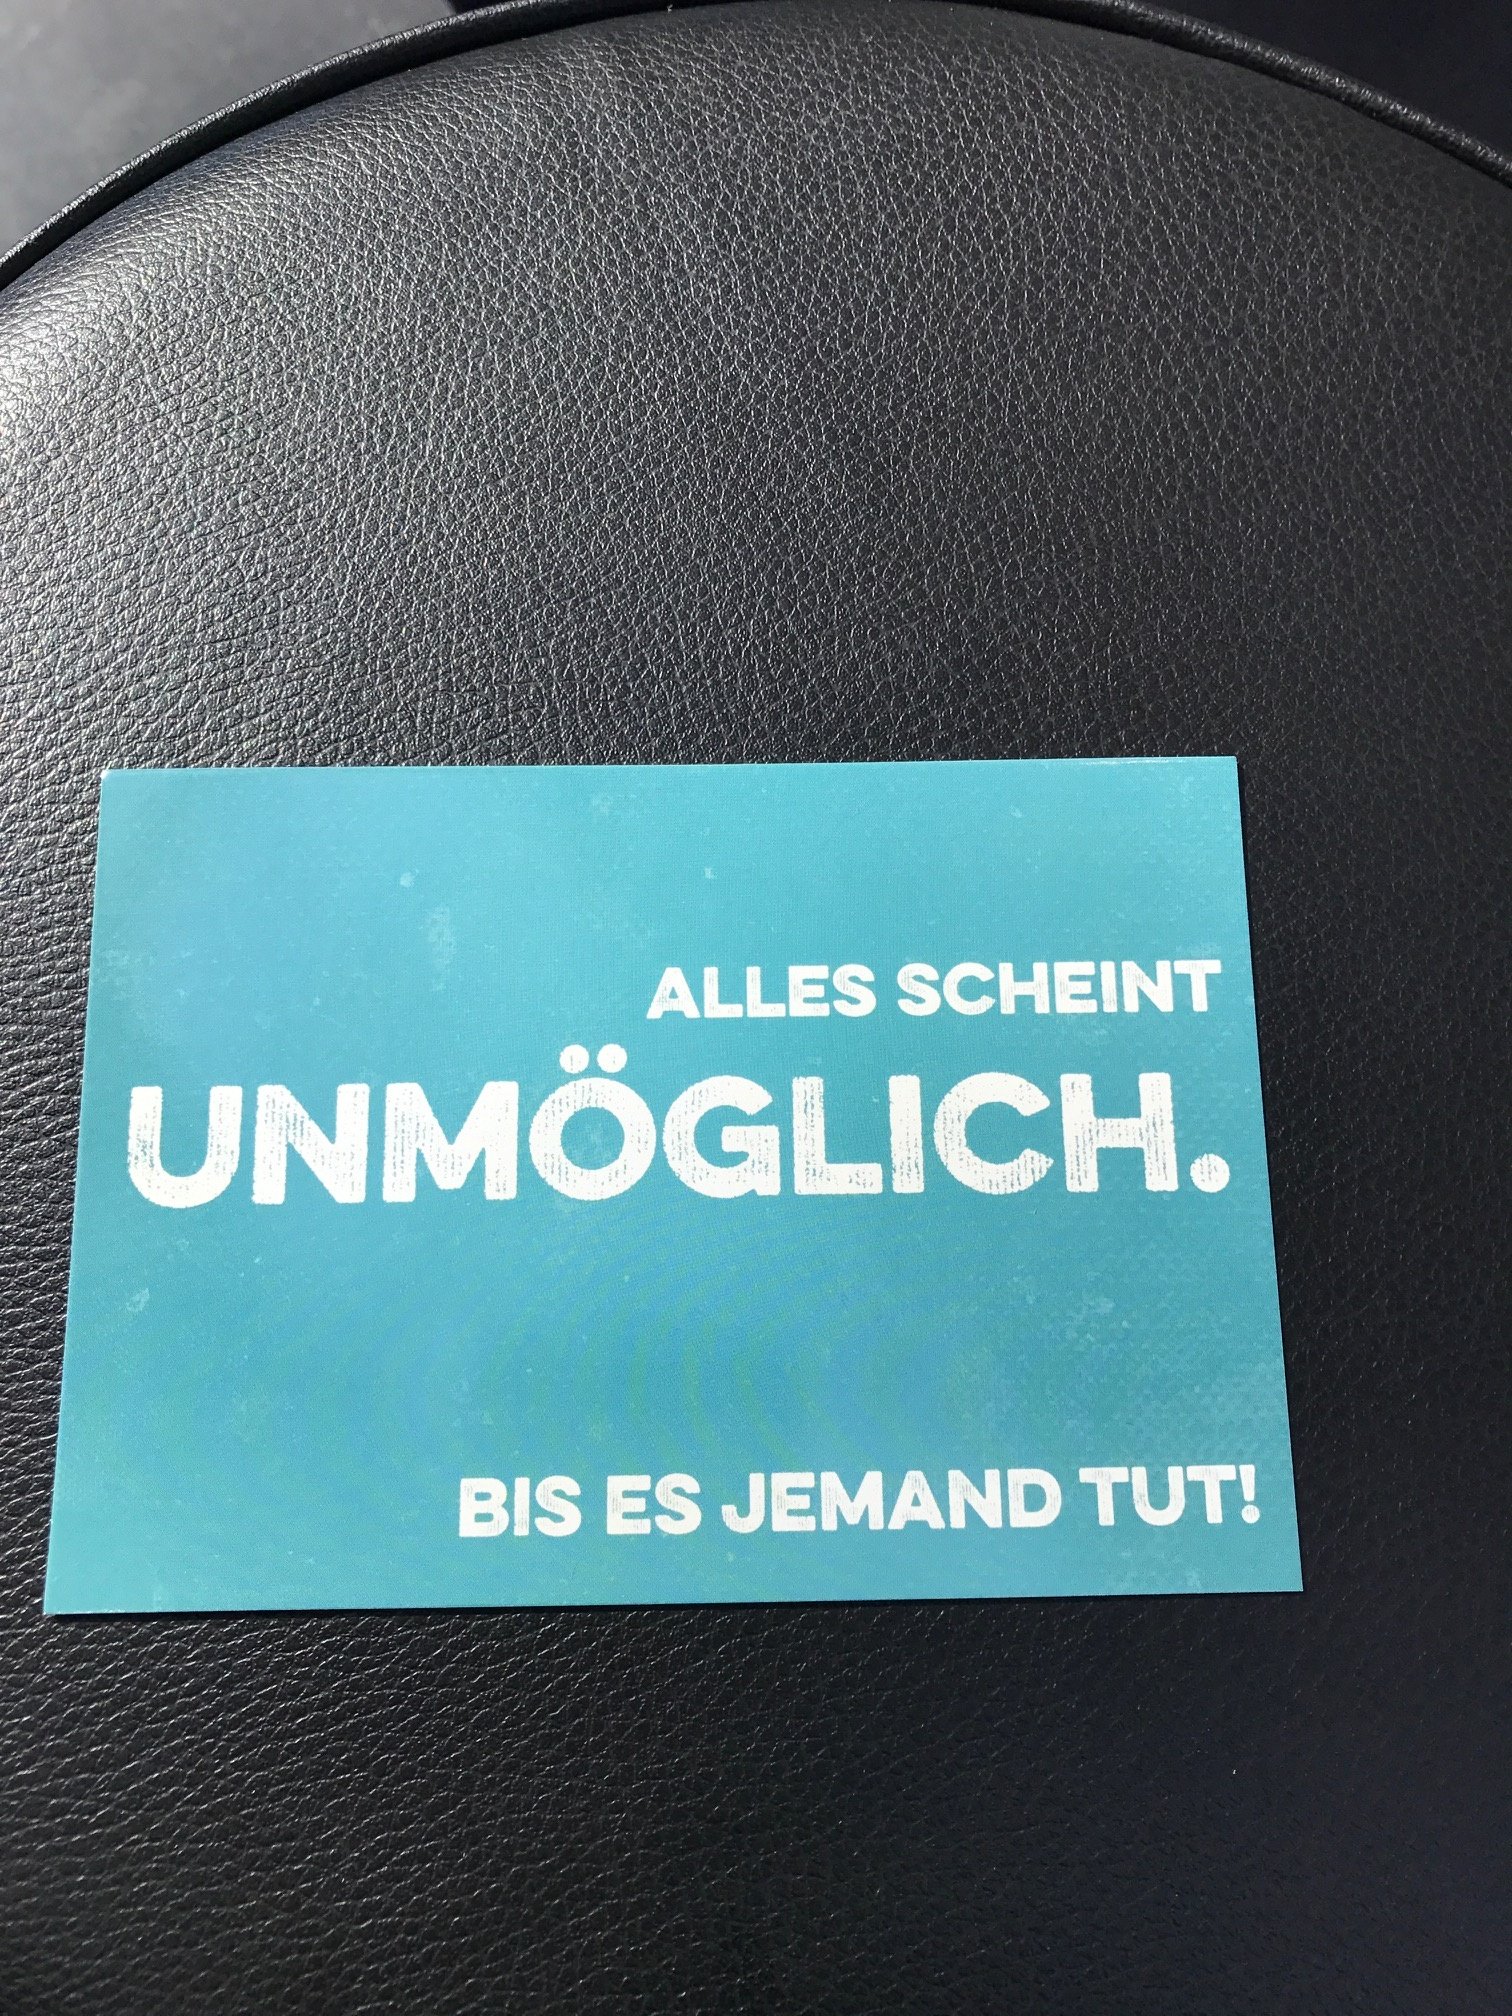 ALLES SCHEINT
UNMÖGLICH.
BIS ES JEMAND TUT!